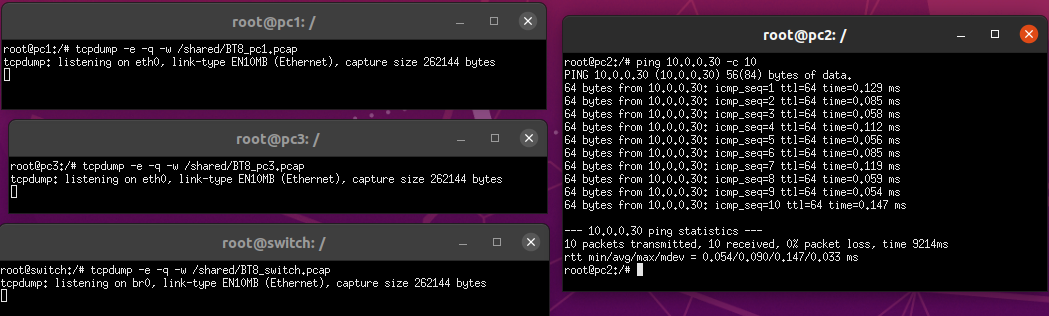 root@pc1: /
root@pc1:/# tcpdump -e -q -w /shared/BT8_pc1.pcap
tcpdump: listening on eth0, link-type EN10MB (Ethernet), capture size 262144 bytes
root@pc3: /
root@pc3:/# tcpdump -e -q -w /shared/BT8_pc3.pcap
tcpdump: listening on eth0, link-type EN10MB (Ethernet), capture size 262144 bytes
root@switch: /
root@switch:/# tcpdump -e -q -w /shared/BT8_switch.pcap
tcpdump: listening on br0, link-type EN10MB (Ethernet), capture size 262144 bytes
root@pc2: /
root@pc2:/# ping 10.0.0.30 -c 10
PING 10.0.0.30 (10.0.0.30) 56(84) bytes of data.
64 bytes from 10.0.0.30: icmp_seq=1 ttl=64 time=0.129 ms
64 bytes from 10.0.0.30: icmp_seq=2 ttl=64 time=0.085 ms
64 bytes from 10.0.0.30: icmp_seq=3 ttl=64 time=0.058 ms
64 bytes from 10.0.0.30: icmp_seq=4 ttl=64 time=0.112 ms
64 bytes from 10.0.0.30: icmp_seq=5 ttl=64 time=0.056 ms
64 bytes from 10.0.0.30: icmp_seq=6 ttl=64 time=0.085 ms
64 bytes from 10.0.0.30: icmp_seq=7 ttl=64 time=0.119 ms
64 bytes from 10.0.0.30: icmp_seq=8 ttl=64 time=0.059 ms
64 bytes from 10.0.0.30: icmp_seq=9 ttl=64 time=0.054 ms
64 bytes from 10.0.0.30: icmp_seq=10 ttl=64 time=0.147 ms
--- 10.0.0.30 ping statistics ---
10 packets transmitted, 10 received, 0% packet loss, time 9214ms
rtt min/avg/max/mdev = 0.054/0.090/0.147/0.033 ms
root@pc2:/#